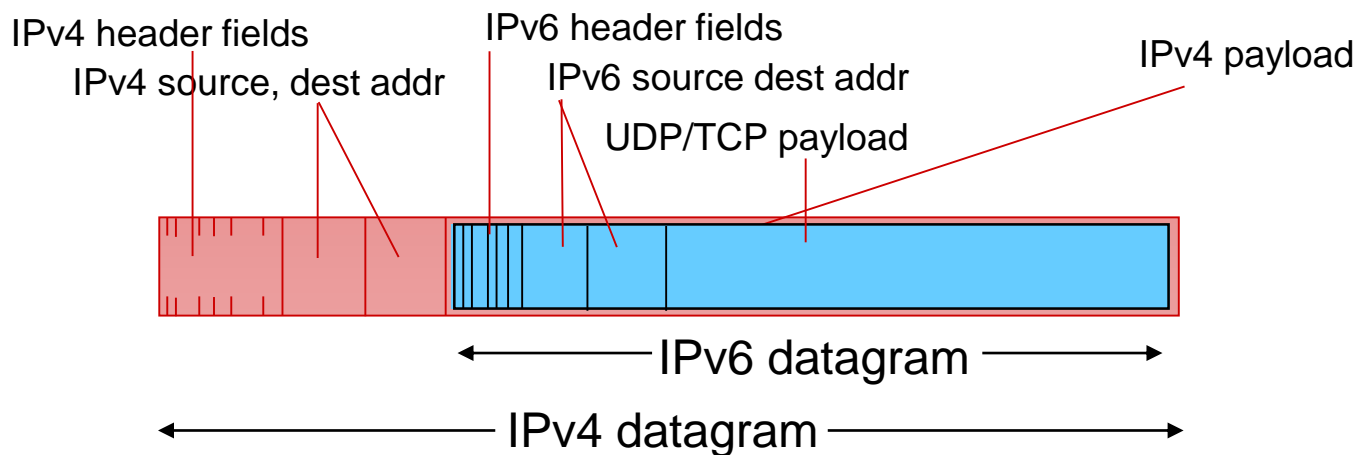 IPv4 header fields
IPv6 header fields
IPv4 payload
IPv4 source, dest addr
IPv6 source dest addr
UDP/TCP payload
IPv6 datagram
IPv4 datagram